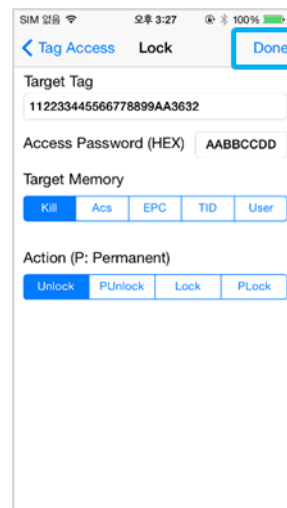 SIM 없음 오후 3:27 100%
Tag Access Lock Done
Target Tag
112233445566778899AA3632
Access Password (HEX) AABBCCDD
Target Memory
Kill Acs EPC TID User
Action (P: Permanent)
Unlock PUnlock Lock PLock